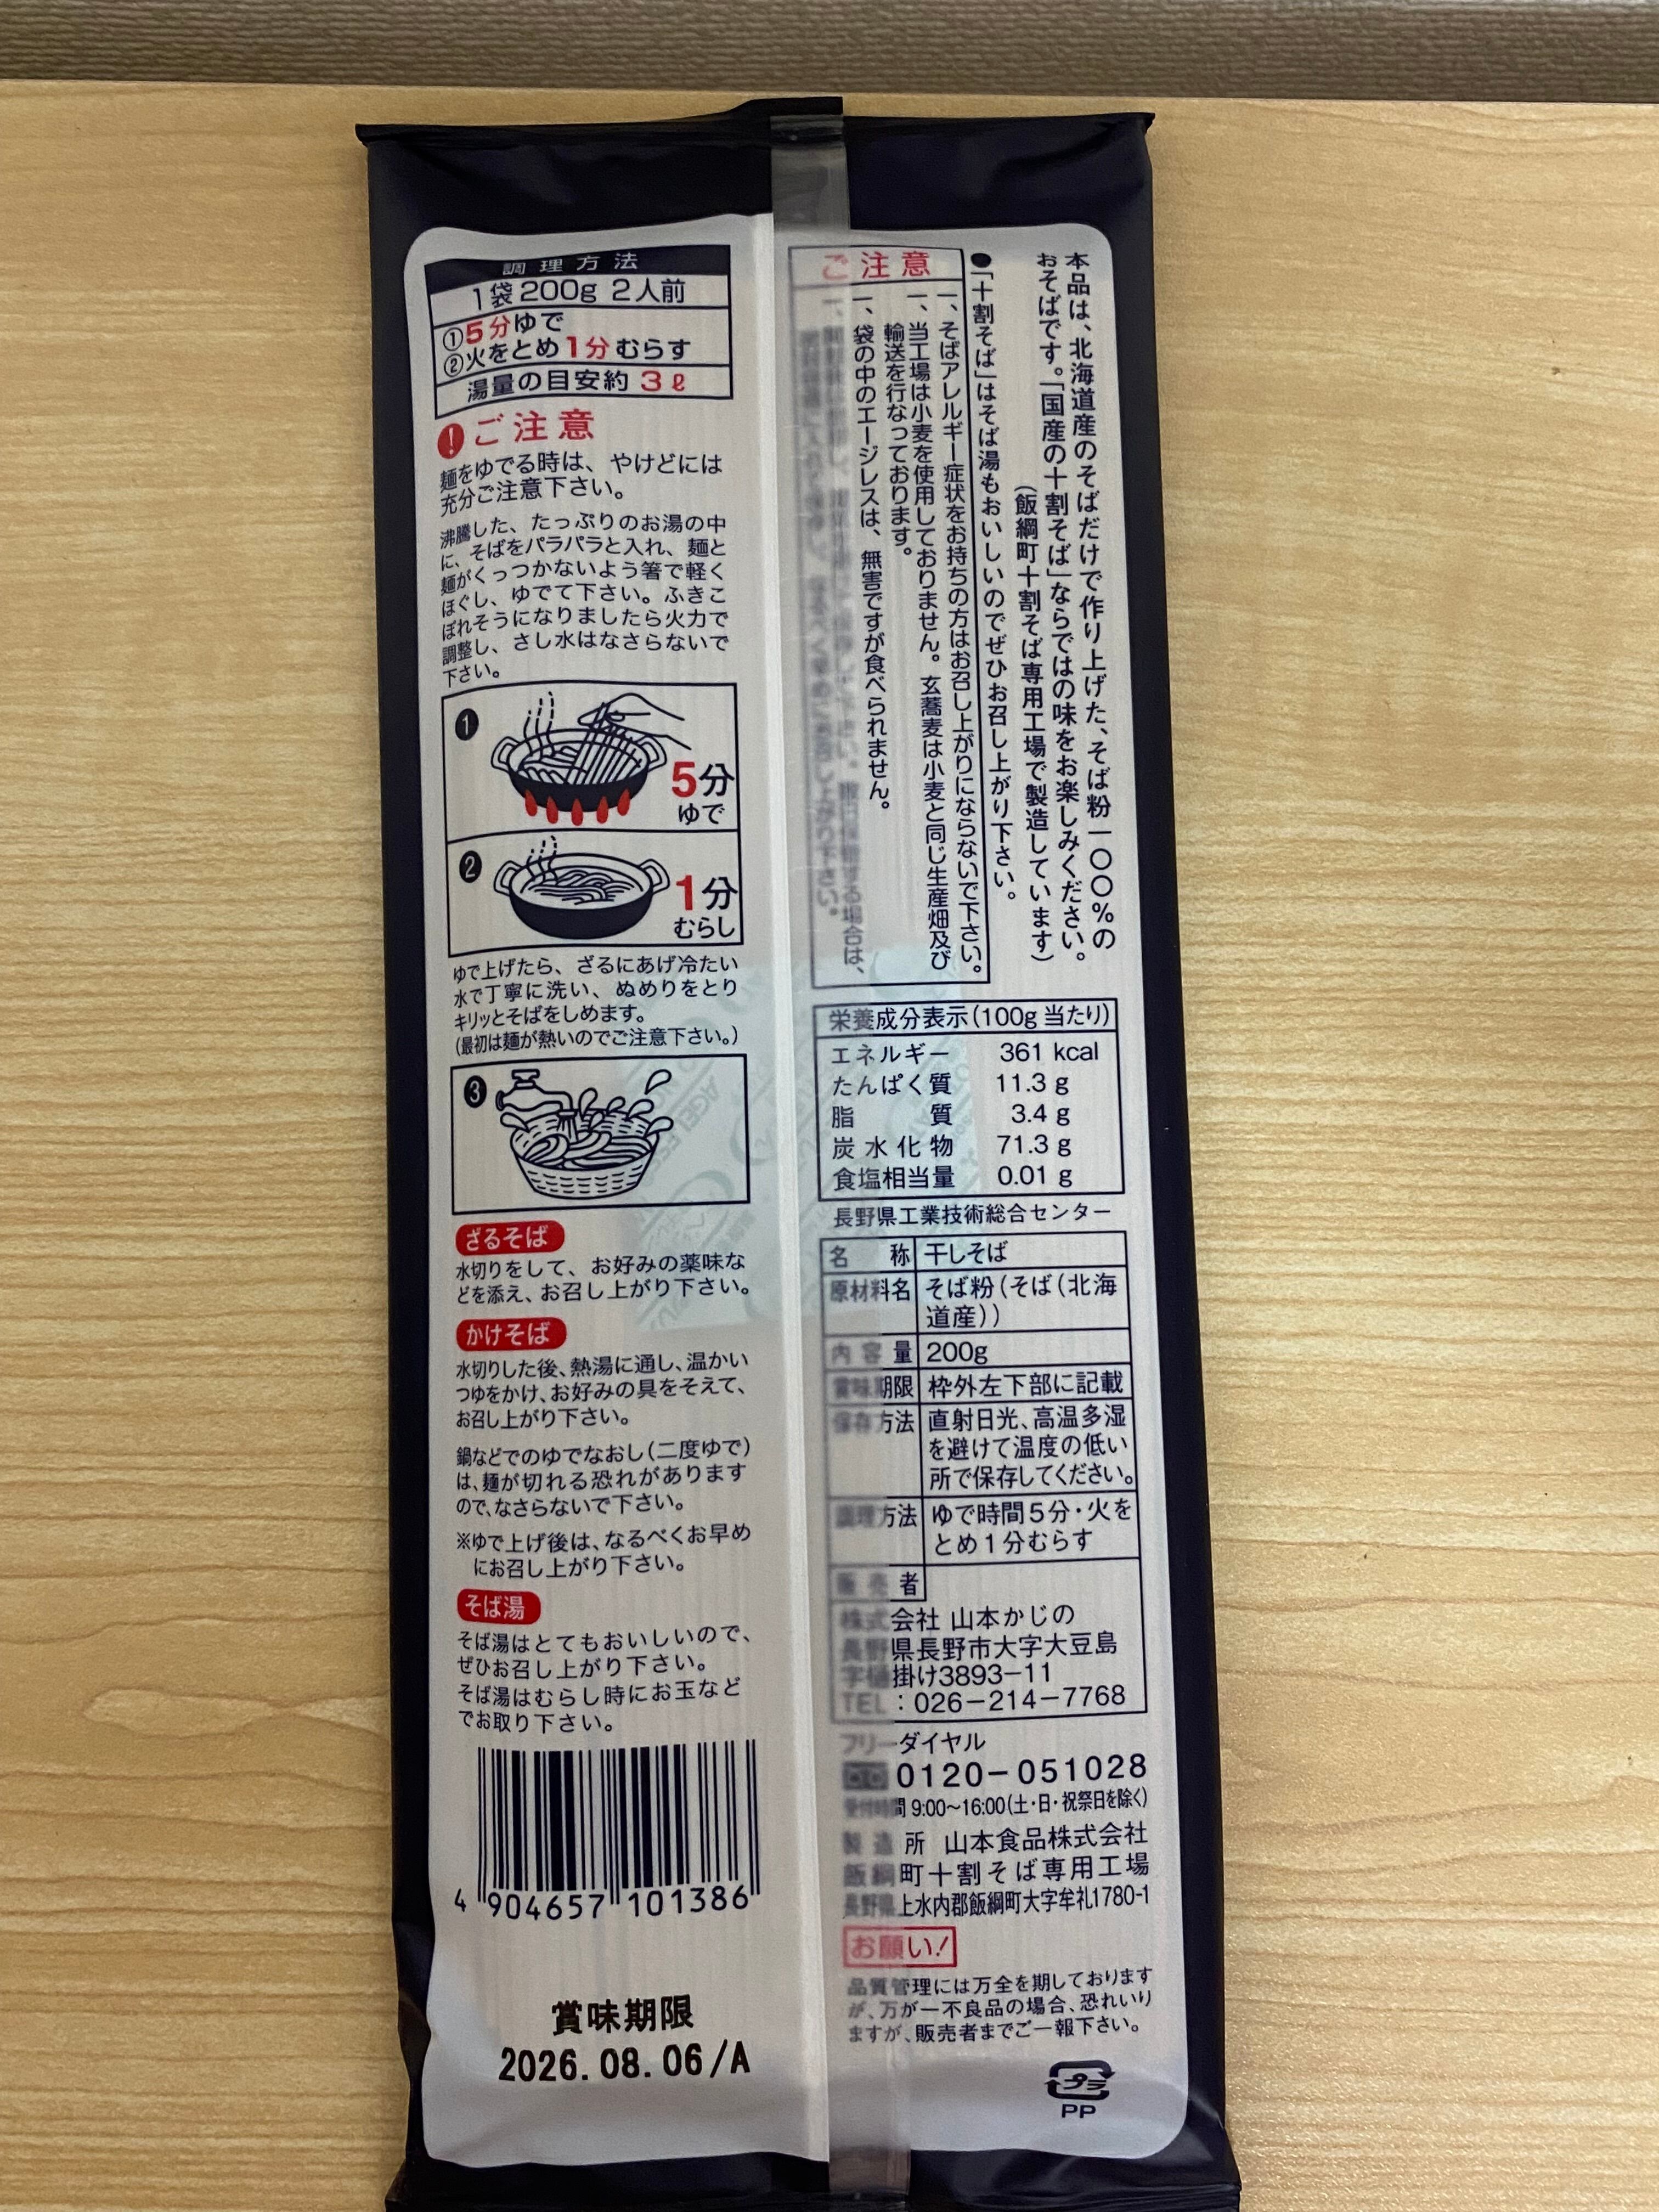 調理方法
1袋200g 2人前
①5分ゆで
②火をとめ1分むらす
湯量の目安約 3ℓ
! ご注意
麺をゆでる時は、やけどには
充分ご注意下さい。
沸騰した、たっぷりのお湯の中
に、そばをパラパラと入れ、麺と
麺がくっつかないよう箸で軽く
ほぐし、ゆでて下さい。ふきこ
ぼれそうになりましたら火力で
調整し、さし水はなさらないで
下さい。
1
5分
ゆで
2
1分
むらし
ゆで上げたら、ざるにあげ冷たい
水で丁寧に洗い、ぬめりをとり
キリッとそばをしめます。
(最初は麺が熱いのでご注意下さい。)
3
ざるそば
水切りをして、お好みの薬味な
どを添え、お召し上がり下さい。
かけそば
水切りした後、熱湯に通し、温かい
つゆをかけ、お好みの具をそえて、
お召し上がり下さい。
鍋などでのゆでなおし(二度ゆで)
は、麺が切れる恐れがあります
ので、なさらないで下さい。
※ゆで上げ後は、なるべくお早め
にお召し上がり下さい。
そば湯
そば湯はとてもおいしいので、
ぜひお召し上がり下さい。
そば湯はむらし時にお玉など
でお取り下さい。
4 904657 101386
賞味期限
2026.08.06/A
本品は、北海道産のそばだけで作り上げた、そば粉一〇〇%の
おそばです。「国産の十割そば」ならではの味をお楽しみください。
(飯綱町十割そば専用工場で製造しています)
●「十割そば」はそば湯もおいしいのでぜひお召し上がり下さい。
ご注意
一、そばアレルギー症状をお持ちの方はお召し上がりにならないで下さい。
一、当工場は小麦を使用しておりません。玄蕎麦は小麦と同じ生産畑及び
輸送を行なっております。
一、袋の中のエージレスは、無害ですが食べられません。
する場合は、
栄養成分表示(100g当たり)
エネルギー 361 kcal
たんぱく質 11.3 g
脂質 3.4 g
炭水化物 71.3 g
食塩相当量 0.01 g
長野県工業技術総合センター
名称 干しそば
原材料名 そば粉(そば(北海
道産))
内容量 200g
賞味期限 枠外左下部に記載
保存方法 直射日光、高温多湿
を避けて温度の低い
所で保存してください。
調理方法 ゆで時間5分・火を
とめ1分むらす
販売者
株式会社 山本かじの
長野県長野市大字大豆島
字樋掛け3893-11
TEL:026-214-7768
フリーダイヤル
0120-051028
受付時間 9:00〜16:00(土・日・祝祭日を除く)
製造所 山本食品株式会社
飯綱町十割そば専用工場
長野県上水内郡飯綱町大字牟礼1780-1
お願い!
品質管理には万全を期しております
が、万が一不良品の場合、恐れいり
ますが、販売者までご一報下さい。
プラ
PP